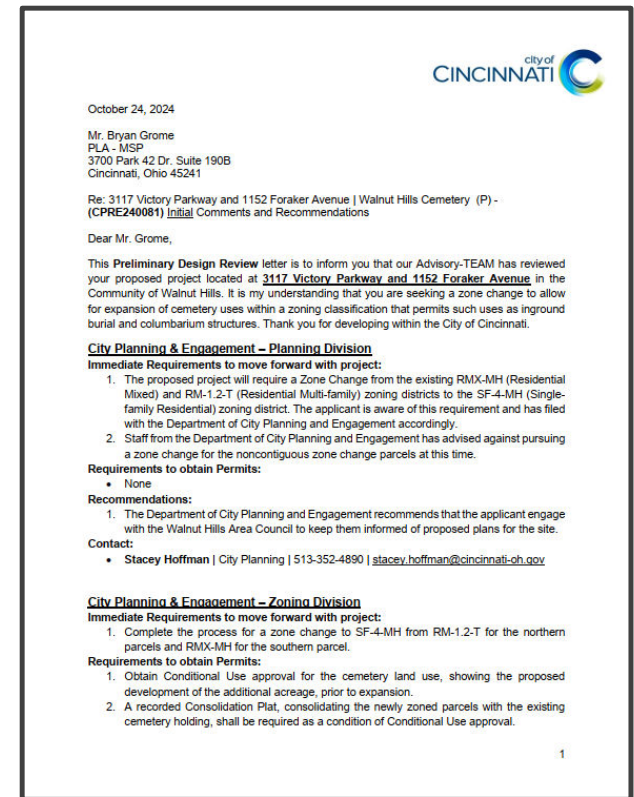 city of
CINCINNATI
October 24, 2024
Mr. Bryan Grome
PLA - MSP
3700 Park 42 Dr. Suite 190B
Cincinnati, Ohio 45241
Re: 3117 Victory Parkway and 1152 Foraker Avenue | Walnut Hills Cemetery (P) -
(CPRE240081) Initial Comments and Recommendations
Dear Mr. Grome,
This Preliminary Design Review letter is to inform you that our Advisory-TEAM has reviewed
your proposed project located at 3117 Victory Parkway and 1152 Foraker Avenue in the
Community of Walnut Hills. It is my understanding that you are seeking a zone change to allow
for expansion of cemetery uses within a zoning classification that permits such uses as inground
burial and columbarium structures. Thank you for developing within the City of Cincinnati.
City Planning & Engagement – Planning Division
Immediate Requirements to move forward with project:
1. The proposed project will require a Zone Change from the existing RMX-MH (Residential
Mixed) and RM-1.2-T (Residential Multi-family) zoning districts to the SF-4-MH (Single-
family Residential) zoning district. The applicant is aware of this requirement and has filed
with the Department of City Planning and Engagement accordingly.
2. Staff from the Department of City Planning and Engagement has advised against pursuing
a zone change for the noncontiguous zone change parcels at this time.
Requirements to obtain Permits:
• None
Recommendations:
1. The Department of City Planning and Engagement recommends that the applicant engage
with the Walnut Hills Area Council to keep them informed of proposed plans for the site.
Contact:
• Stacey Hoffman | City Planning | 513-352-4890 | stacey.hoffman@cincinnati-oh.gov
City Planning & Engagement – Zoning Division
Immediate Requirements to move forward with project:
1. Complete the process for a zone change to SF-4-MH from RM-1.2-T for the northern
parcels and RMX-MH for the southern parcel.
Requirements to obtain Permits:
1. Obtain Conditional Use approval for the cemetery land use, showing the proposed
development of the additional acreage, prior to expansion.
2. A recorded Consolidation Plat, consolidating the newly zoned parcels with the existing
cemetery holding, shall be required as a condition of Conditional Use approval.
1